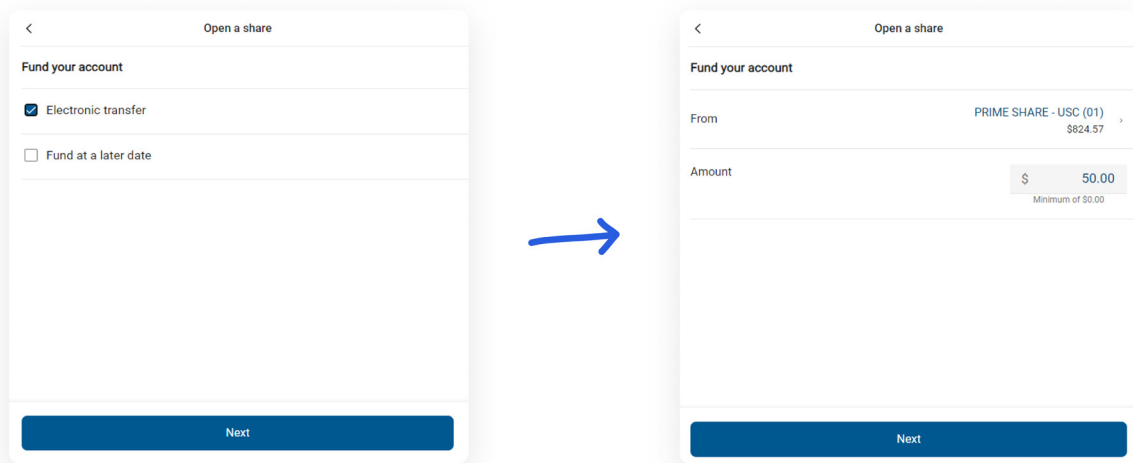 Open a share
Fund your account
Electronic transfer
Fund at a later date
Next
Open a share
Fund your account
From
PRIME SHARE - USC (01)
$824.57
Amount
$ 50.00
Minimum of $0.00
Next